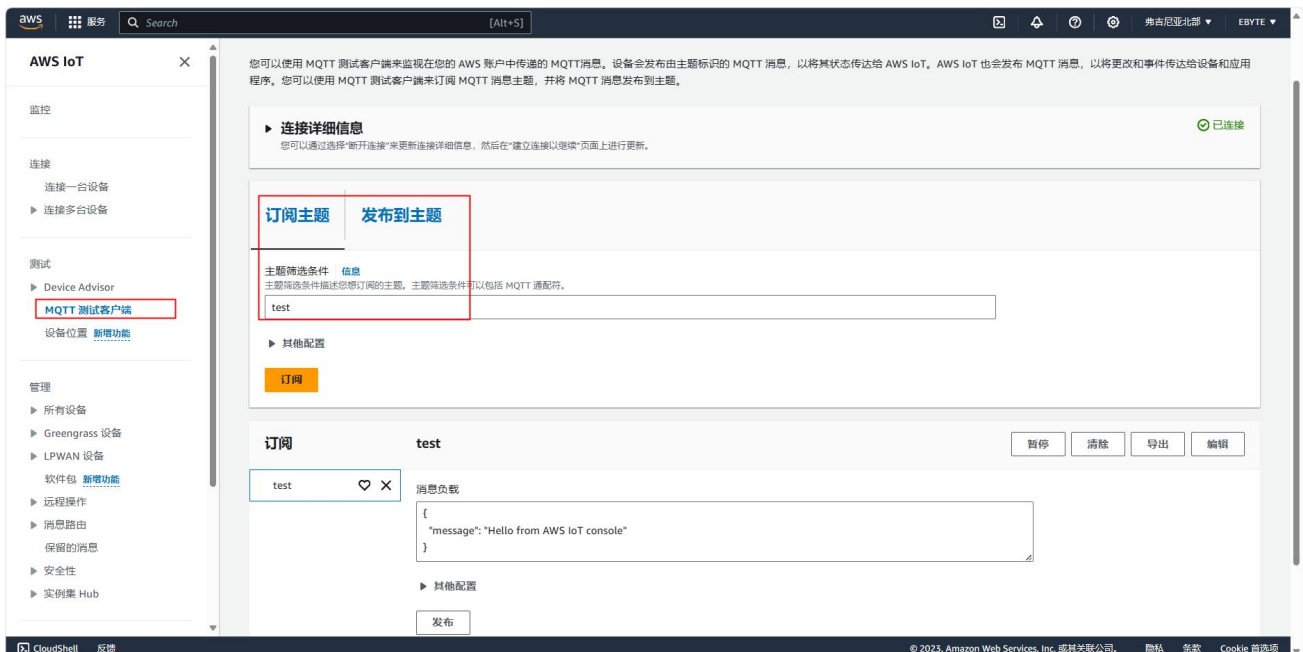 aws 服务 Search [Alt+S] 弗吉尼亚北部 ▼ EBYTE ▼
AWS IoT
监控
连接
连接一台设备
连接多台设备
测试
Device Advisor
MQTT 测试客户端
设备位置 新增功能
管理
所有设备
Greengrass 设备
LPWAN 设备
软件包 新增功能
远程操作
消息路由
保留的消息
安全性
实例集 Hub
您可以使用 MQTT 测试客户端来监视在您的 AWS 账户中传递的 MQTT消息。设备会发布由主题标识的 MQTT 消息，以将其状态传达给 AWS IoT。AWS IoT 也会发布 MQTT 消息，以将更改和事件传达给设备和应用
程序。您可以使用 MQTT 测试客户端来订阅 MQTT 消息主题，并将 MQTT 消息发布到主题。
连接详细信息 已连接
您可以通过选择"断开连接"来更新连接详细信息，然后在"建立连接以继续"页面上进行更新。
订阅主题 发布到主题
主题筛选条件 信息
主题筛选条件描述您想订阅的主题。主题筛选条件可以包括 MQTT 通配符。
test
其他配置
订阅
订阅 test 暂停 清除 导出 编辑
test
消息负载
{
"message": "Hello from AWS IoT console"
}
其他配置
发布
CloudShell 反馈 © 2023, Amazon Web Services, Inc. 或其关联公司。 隐私 条款 Cookie 首选项